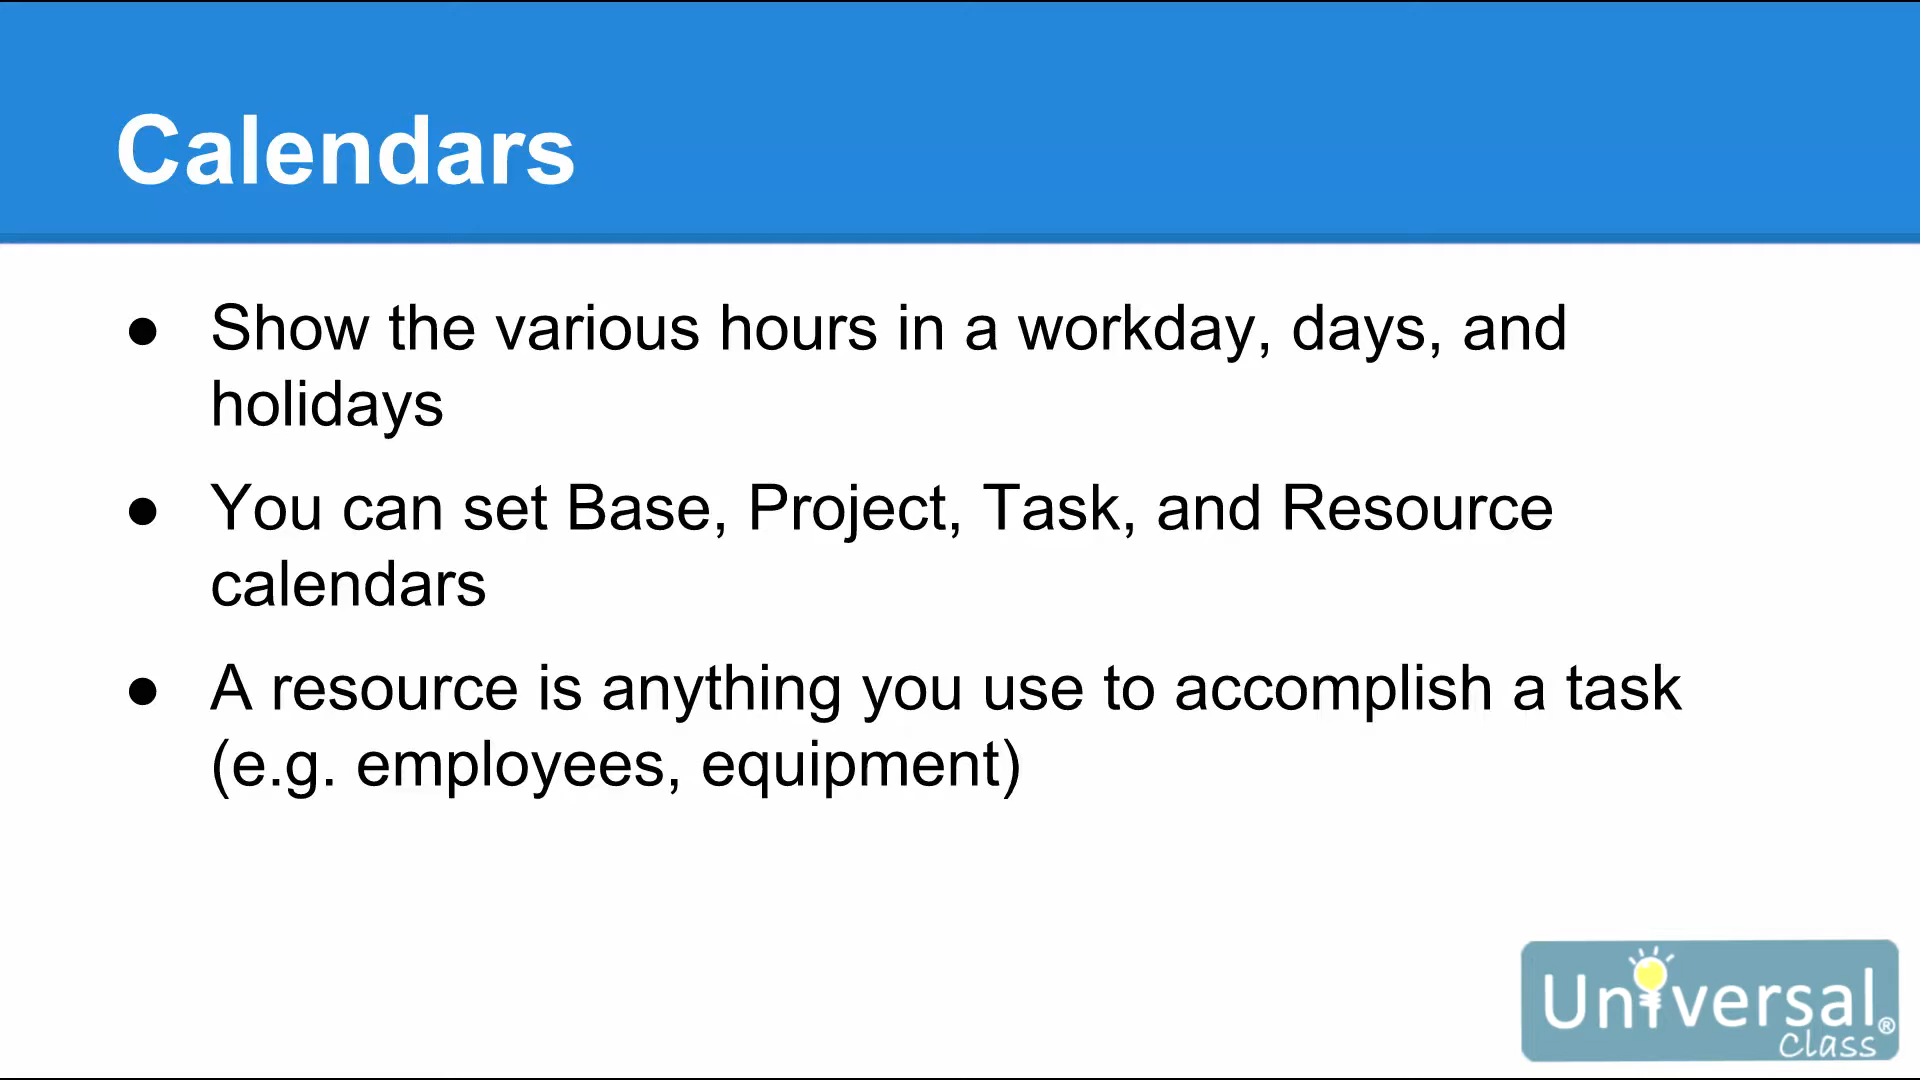 Calendars
● Show the various hours in a workday, days, and
holidays
● You can set Base, Project, Task, and Resource
calendars
● A resource is anything you use to accomplish a task
(e.g. employees, equipment)
Universal®
Class